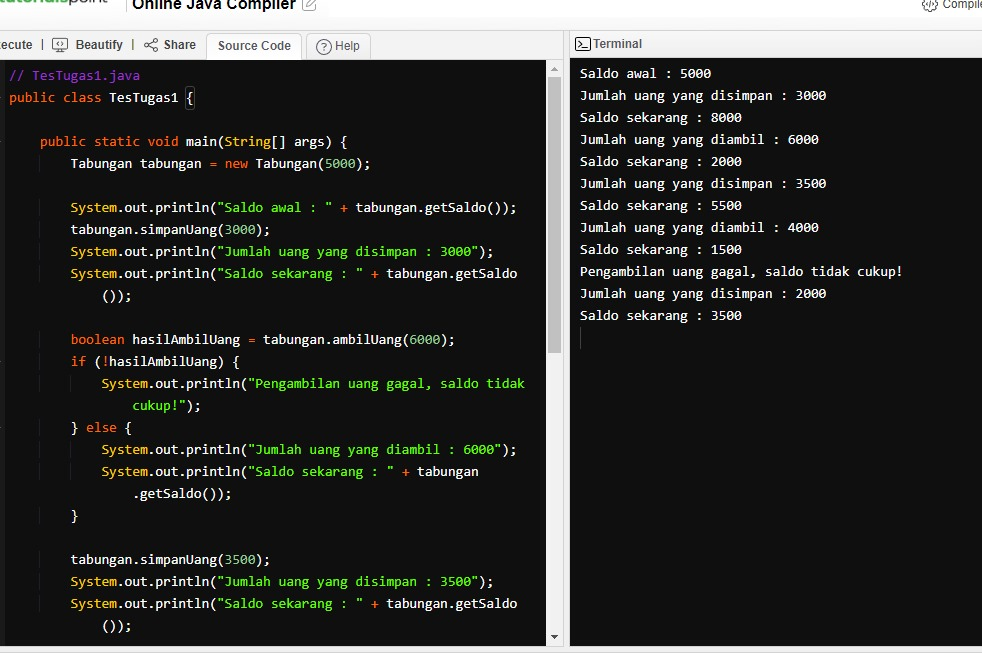 Online Java Compiler
Compile
ecute | Beautify | Share Source Code Help
Terminal
// TesTugas1.java
public class TesTugas1 {
public static void main(String[] args) {
Tabungan tabungan = new Tabungan(5000);
System.out.println("Saldo awal : " + tabungan.getSaldo());
tabungan.simpanUang(3000);
System.out.println("Jumlah uang yang disimpan : 3000");
System.out.println("Saldo sekarang : " + tabungan.getSaldo
());
boolean hasilAmbilUang = tabungan.ambilUang(6000);
if (!hasilAmbilUang) {
System.out.println("Pengambilan uang gagal, saldo tidak
cukup!");
} else {
System.out.println("Jumlah uang yang diambil : 6000");
System.out.println("Saldo sekarang : " + tabungan
.getSaldo());
}
tabungan.simpanUang(3500);
System.out.println("Jumlah uang yang disimpan : 3500");
System.out.println("Saldo sekarang : " + tabungan.getSaldo
());
Saldo awal : 5000
Jumlah uang yang disimpan : 3000
Saldo sekarang : 8000
Jumlah uang yang diambil : 6000
Saldo sekarang : 2000
Jumlah uang yang disimpan : 3500
Saldo sekarang : 5500
Jumlah uang yang diambil : 4000
Saldo sekarang : 1500
Pengambilan uang gagal, saldo tidak cukup!
Jumlah uang yang disimpan : 2000
Saldo sekarang : 3500